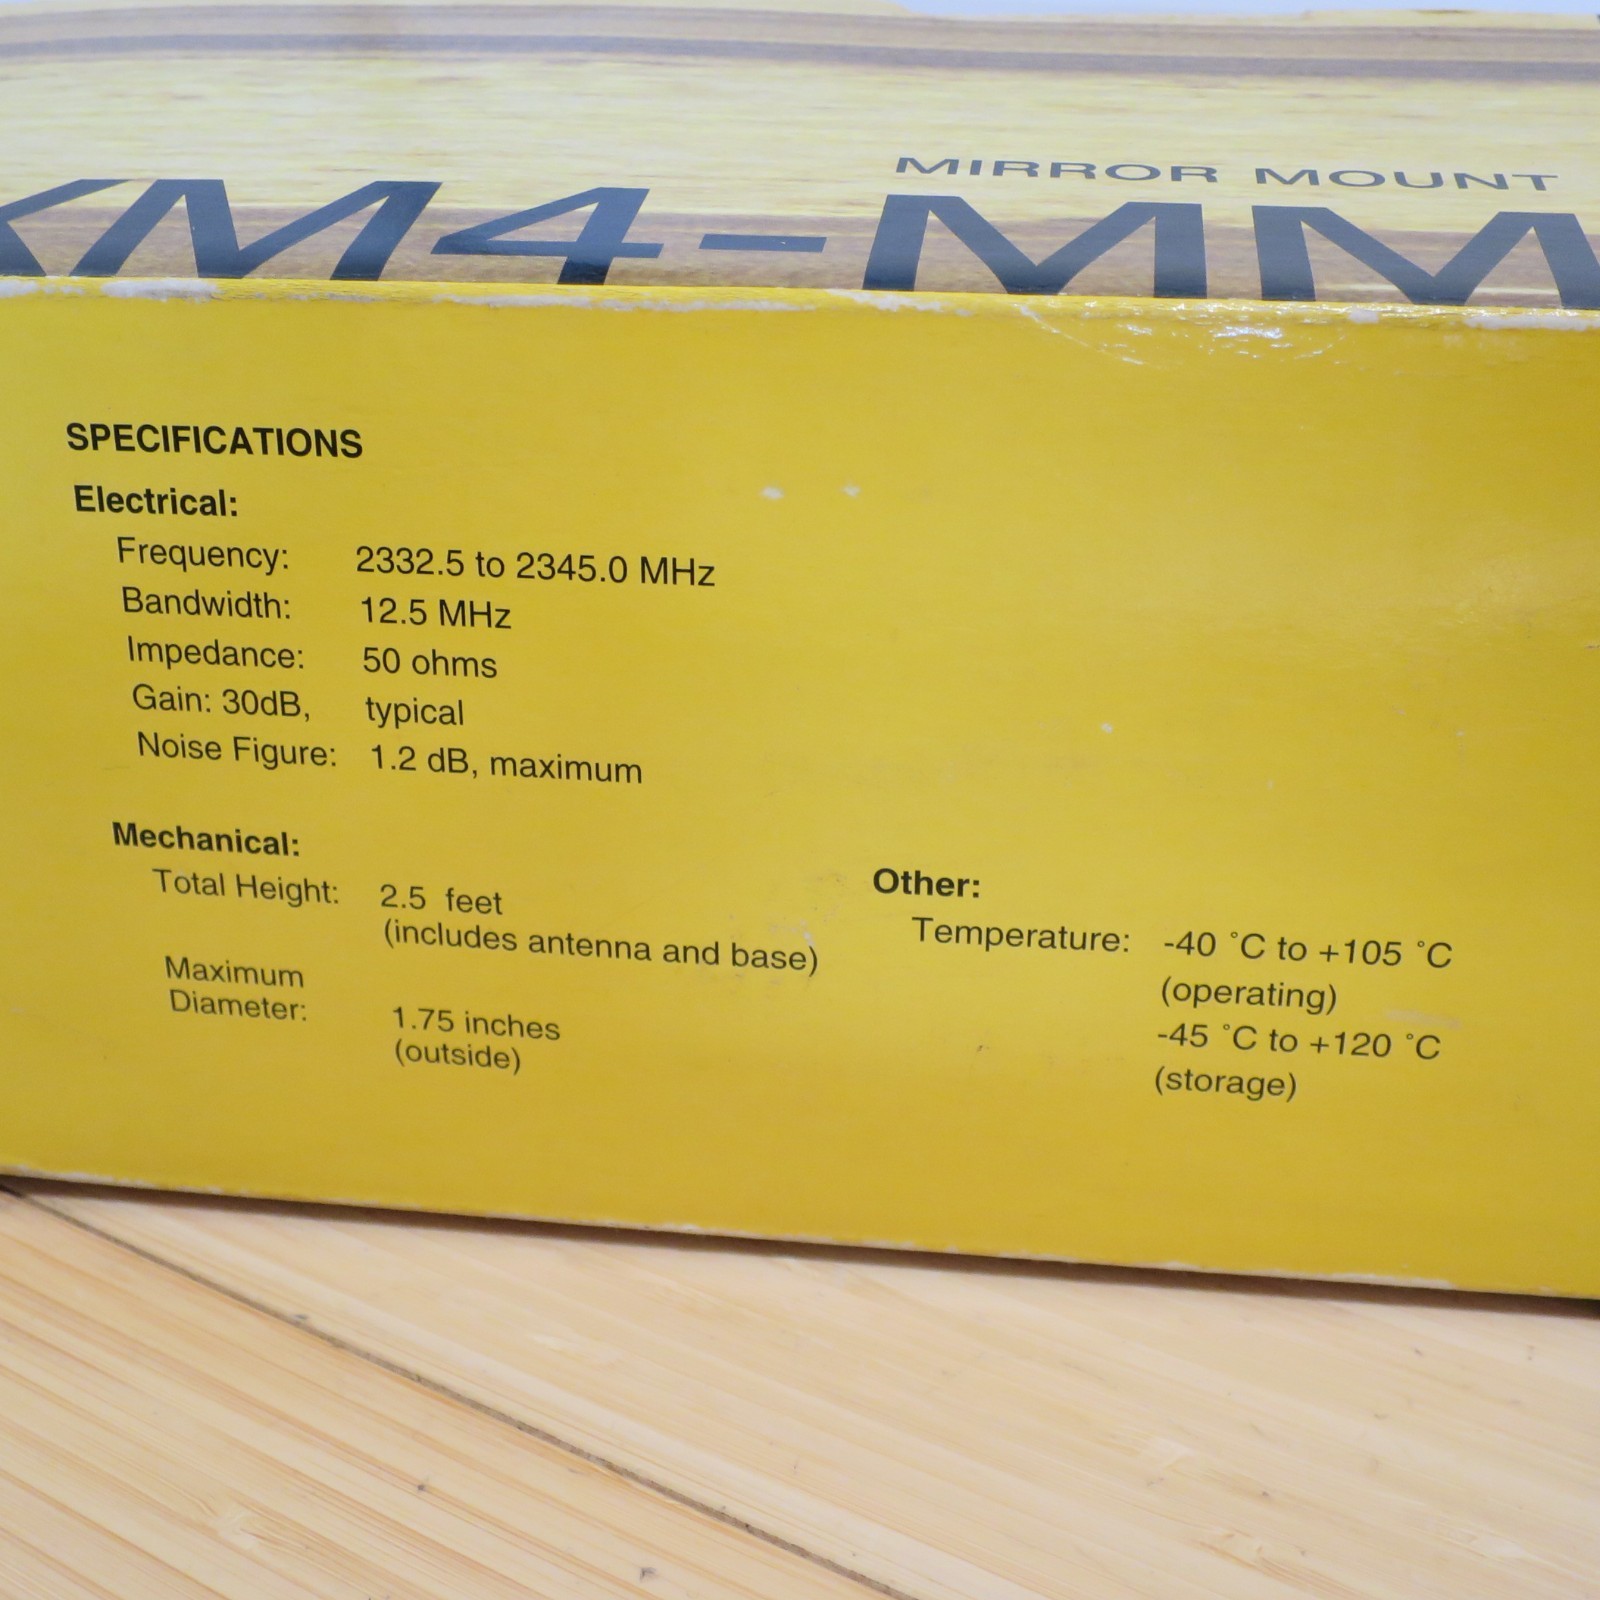 MIRROR MOUNT
XM4-MM
SPECIFICATIONS
Electrical:
Frequency: 2332.5 to 2345.0 MHz
Bandwidth: 12.5 MHz
Impedance: 50 ohms
Gain: 30dB, typical
Noise Figure: 1.2 dB, maximum
Mechanical:
Total Height: 2.5 feet
(includes antenna and base)
Maximum
Diameter: 1.75 inches
(outside)
Other:
Temperature: -40 ˚C to +105 ˚C
(operating)
-45 ˚C to +120 ˚C
(storage)